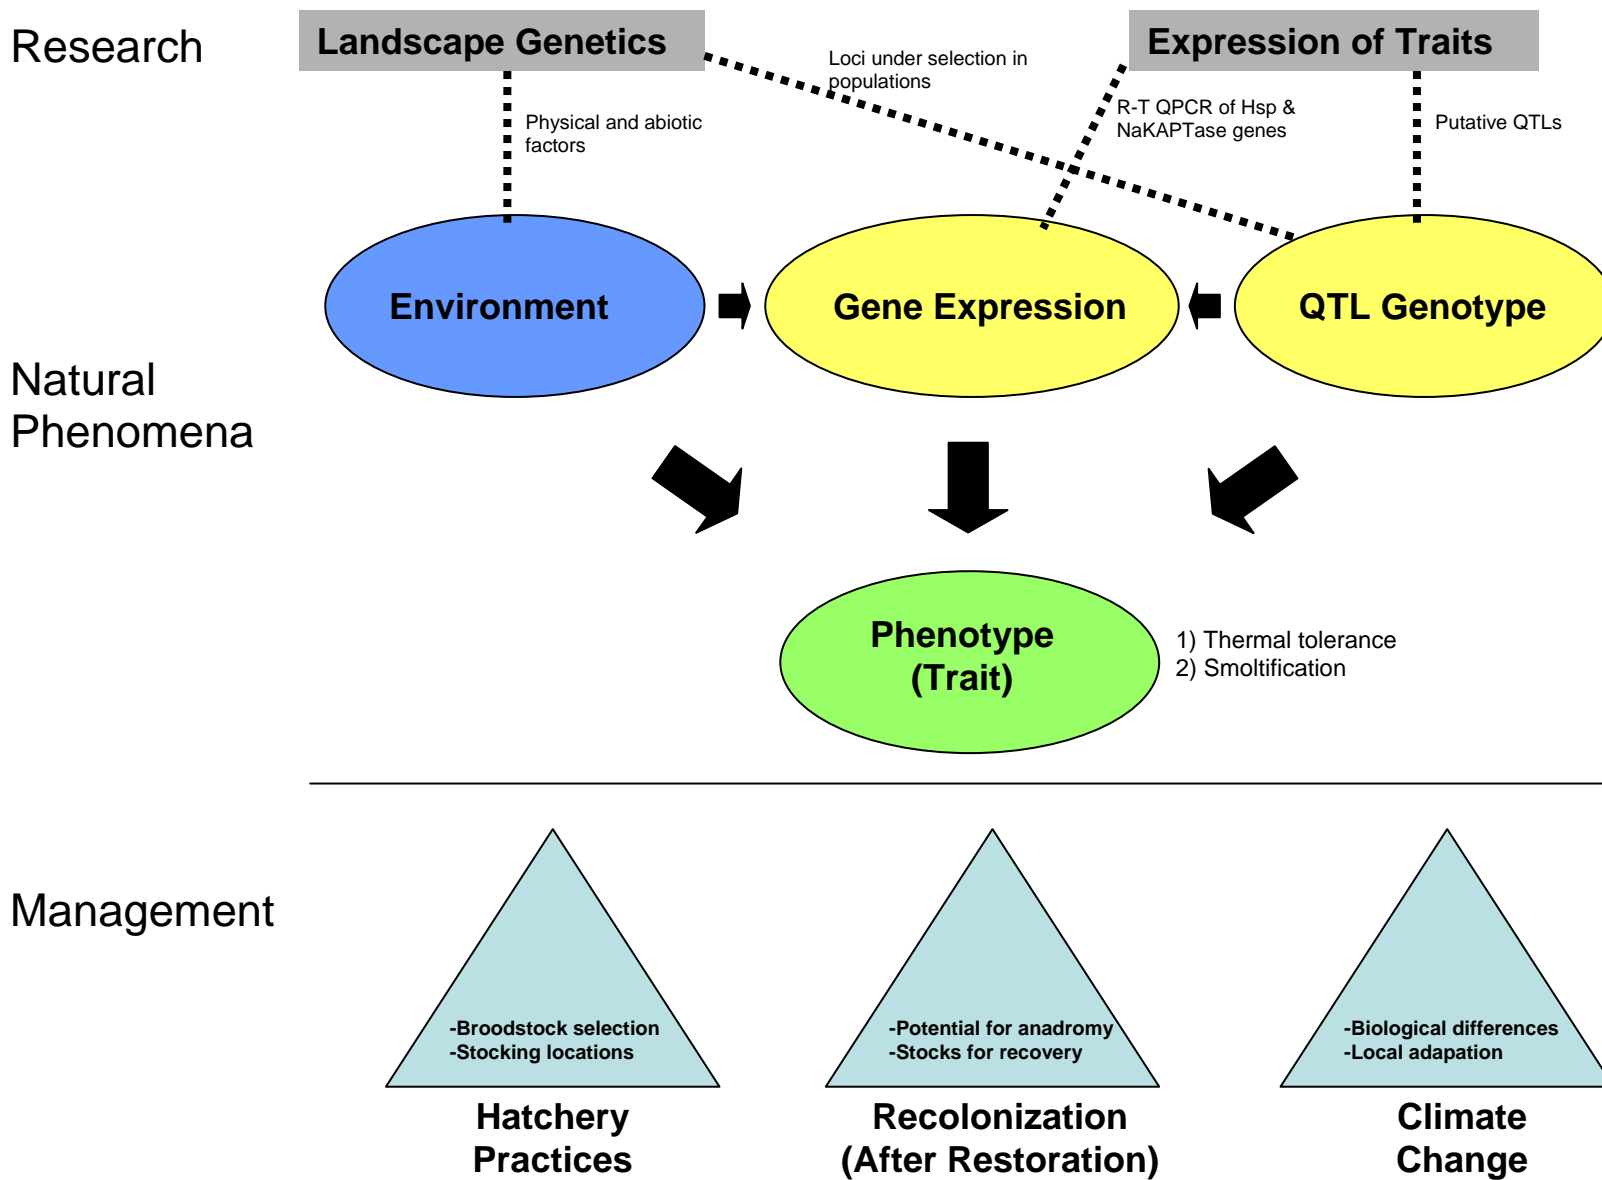 Research
Landscape Genetics
Expression of Traits
Loci under selection in
populations
Physical and abiotic
factors
R-T QPCR of Hsp &
NaKAPTase genes
Putative QTLs
Environment
Gene Expression
QTL Genotype
Natural
Phenomena
Phenotype
(Trait)
1) Thermal tolerance
2) Smoltification
Management
-Broodstock selection
-Stocking locations
-Potential for anadromy
-Stocks for recovery
-Biological differences
-Local adapation
Hatchery
Practices
Recolonization
(After Restoration)
Climate
Change